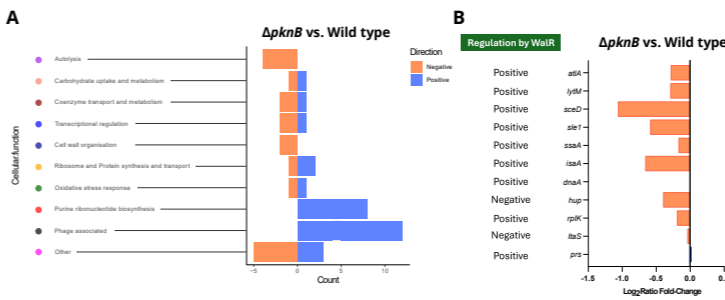 A
ΔpknB vs. Wild type
Direction
Negative
Positive
Cellular.function
Autolysis
Carbohydrate uptake and metabolism
Coenzyme transport and metabolism
Transcriptional regulation
Cell wall organisation
Ribosome and Protein synthesis and transport
Oxidative stress response
Purine ribonucleotide biosynthesis
Phage associated
Other
−5
0
5
10
Count
B
Regulation by WalR
ΔpknB vs. Wild type
Positive atlA
Positive lytM
Positive sceD
Positive sle1
Positive ssaA
Positive isaA
Positive dnaA
Negative hup
Positive rplK
Negative ltaS
Positive prs
-1.5 -1.0 -0.5 0.0 0.5
Log2Ratio Fold-Change